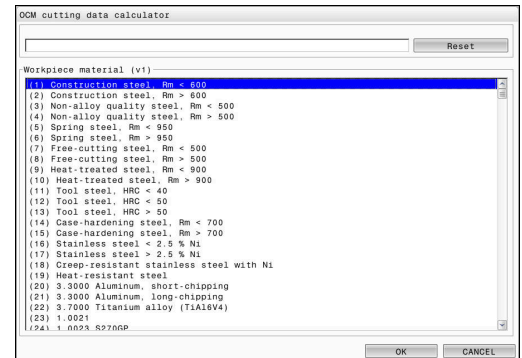 OCM cutting data calculator
Reset
Workpiece material (v1)
(1) Construction steel, Rm < 600
(2) Construction steel, Rm > 600
(3) Non-alloy quality steel, Rm < 500
(4) Non-alloy quality steel, Rm > 500
(5) Spring steel, Rm < 950
(6) Spring steel, Rm > 950
(7) Free-cutting steel, Rm < 500
(8) Free-cutting steel, Rm > 500
(9) Heat-treated steel, Rm < 900
(10) Heat-treated steel, Rm > 900
(11) Tool steel, HRC < 40
(12) Tool steel, HRC < 50
(13) Tool steel, HRC > 50
(14) Case-hardening steel, Rm < 700
(15) Case-hardening steel, Rm > 700
(16) Stainless steel < 2.5 % Ni
(17) Stainless steel > 2.5 % Ni
(18) Creep-resistant stainless steel with Ni
(19) Heat-resistant steel
(20) 3.3000 Aluminum, short-chipping
(21) 3.3000 Aluminum, long-chipping
(22) 3.7000 Titanium alloy (TiAl6V4)
(23) 1.0021
(24) 1.0023 S270GP
OK CANCEL